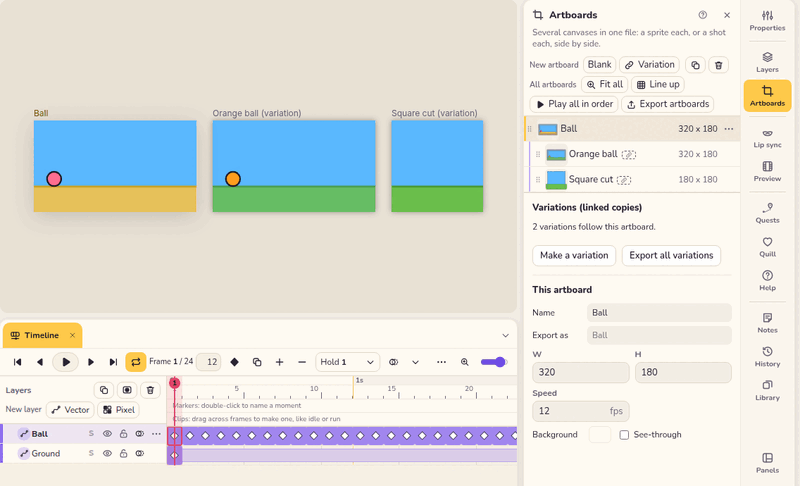 Artboards
Several canvases in one file: a sprite each, or a shot
each, side by side.
New artboard
Blank
Variation
All artboards
Fit all
Line up
Play all in order
Export artboards
Ball
320 x 180
Orange ball
320 x 180
Square cut
180 x 180
Variations (linked copies)
2 variations follow this artboard.
Make a variation
Export all variations
This artboard
Name
Ball
Export as
Ball
W
H
320
180
Speed
12
fps
Background
See-through
Properties
Layers
Artboards
Lip sync
Preview
Quests
Quill
Help
Notes
History
Library
Panels
Ball
Orange ball (variation)
Square cut (variation)
Timeline
Frame 1 / 24
12
Hold 1
Layers
New layer
Vector
Pixel
1
5
10
1s
15
20
Markers: double-click to name a moment
Clips: drag across frames to make one, like idle or run
Ball
S
Ground
S